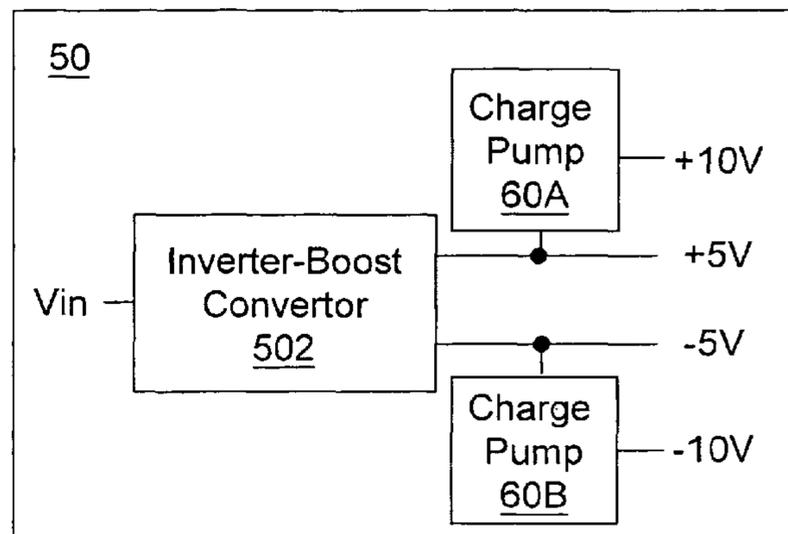 50
Charge
Pump
60A
+10V
Inverter-Boost
Convertor
502
Vin
+5V
-5V
Charge
Pump
60B
-10V